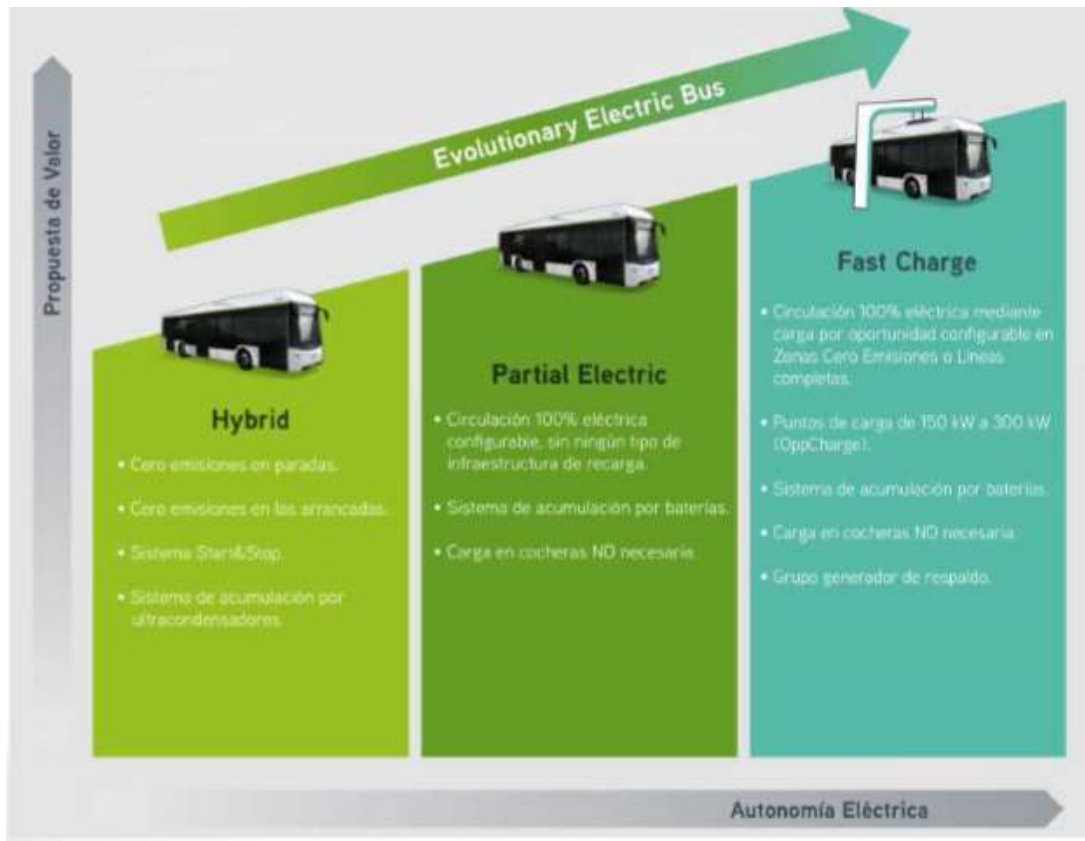 Evolutionary Electric Bus
Propuesta de Valor
Hybrid
• Cero emisiones en paradas.
• Cero emisiones en las arrancadas.
• Sistema Start&Stop.
• Sistema de acumulación por
ultracondensadores.
Partial Electric
• Circulación 100% eléctrica
configurable, sin ningún tipo de
infraestructura de recarga.
• Sistema de acumulación por baterías.
• Carga en cocheras NO necesaria
Fast Charge
• Circulación 100% eléctrica mediante
carga por oportunidad configurable en
Zonas Cero Emisiones o Líneas
completas.
• Puntos de carga de 150 kW a 300 kW
(OppCharge).
• Sistema de acumulación por baterías.
• Carga en cocheras NO necesaria.
• Grupo generador de respaldo.
Autonomía Eléctrica